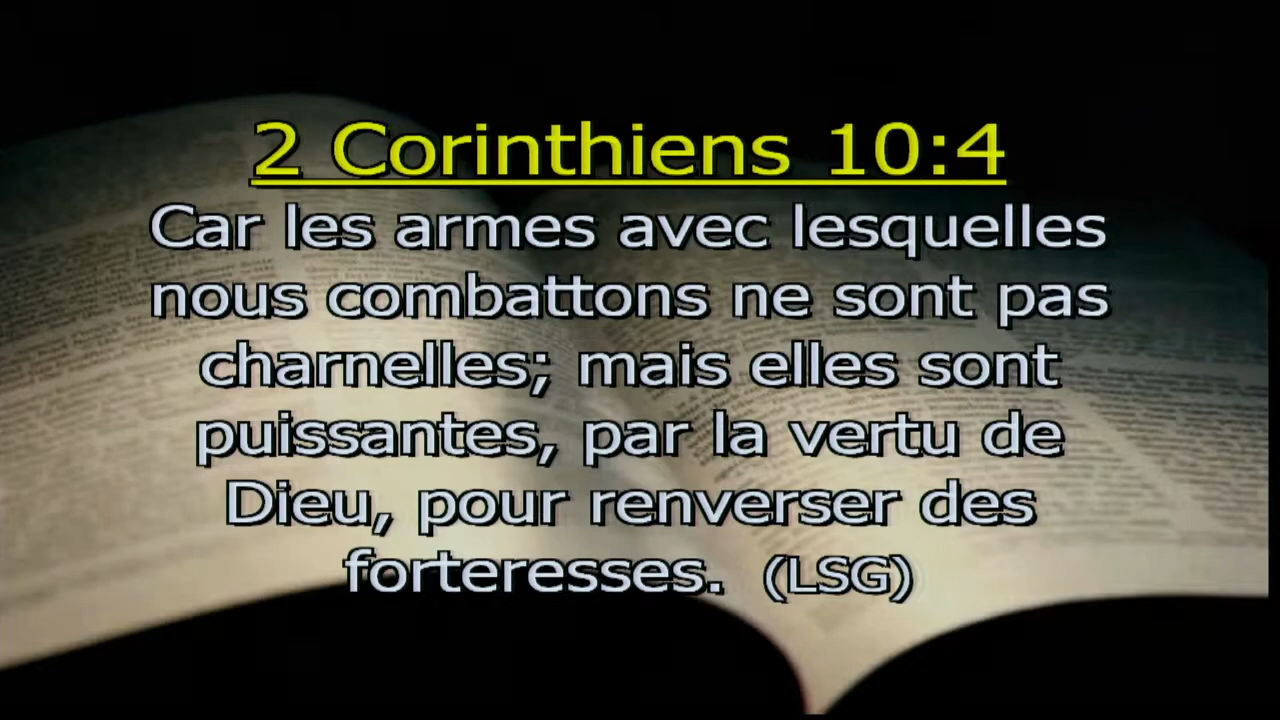 2 Corinthiens 10:4
Car les armes avec lesquelles
nous combattons ne sont pas
charnelles; mais elles sont
puissantes, par la vertu de
Dieu, pour renverser des
forteresses. (LSG)